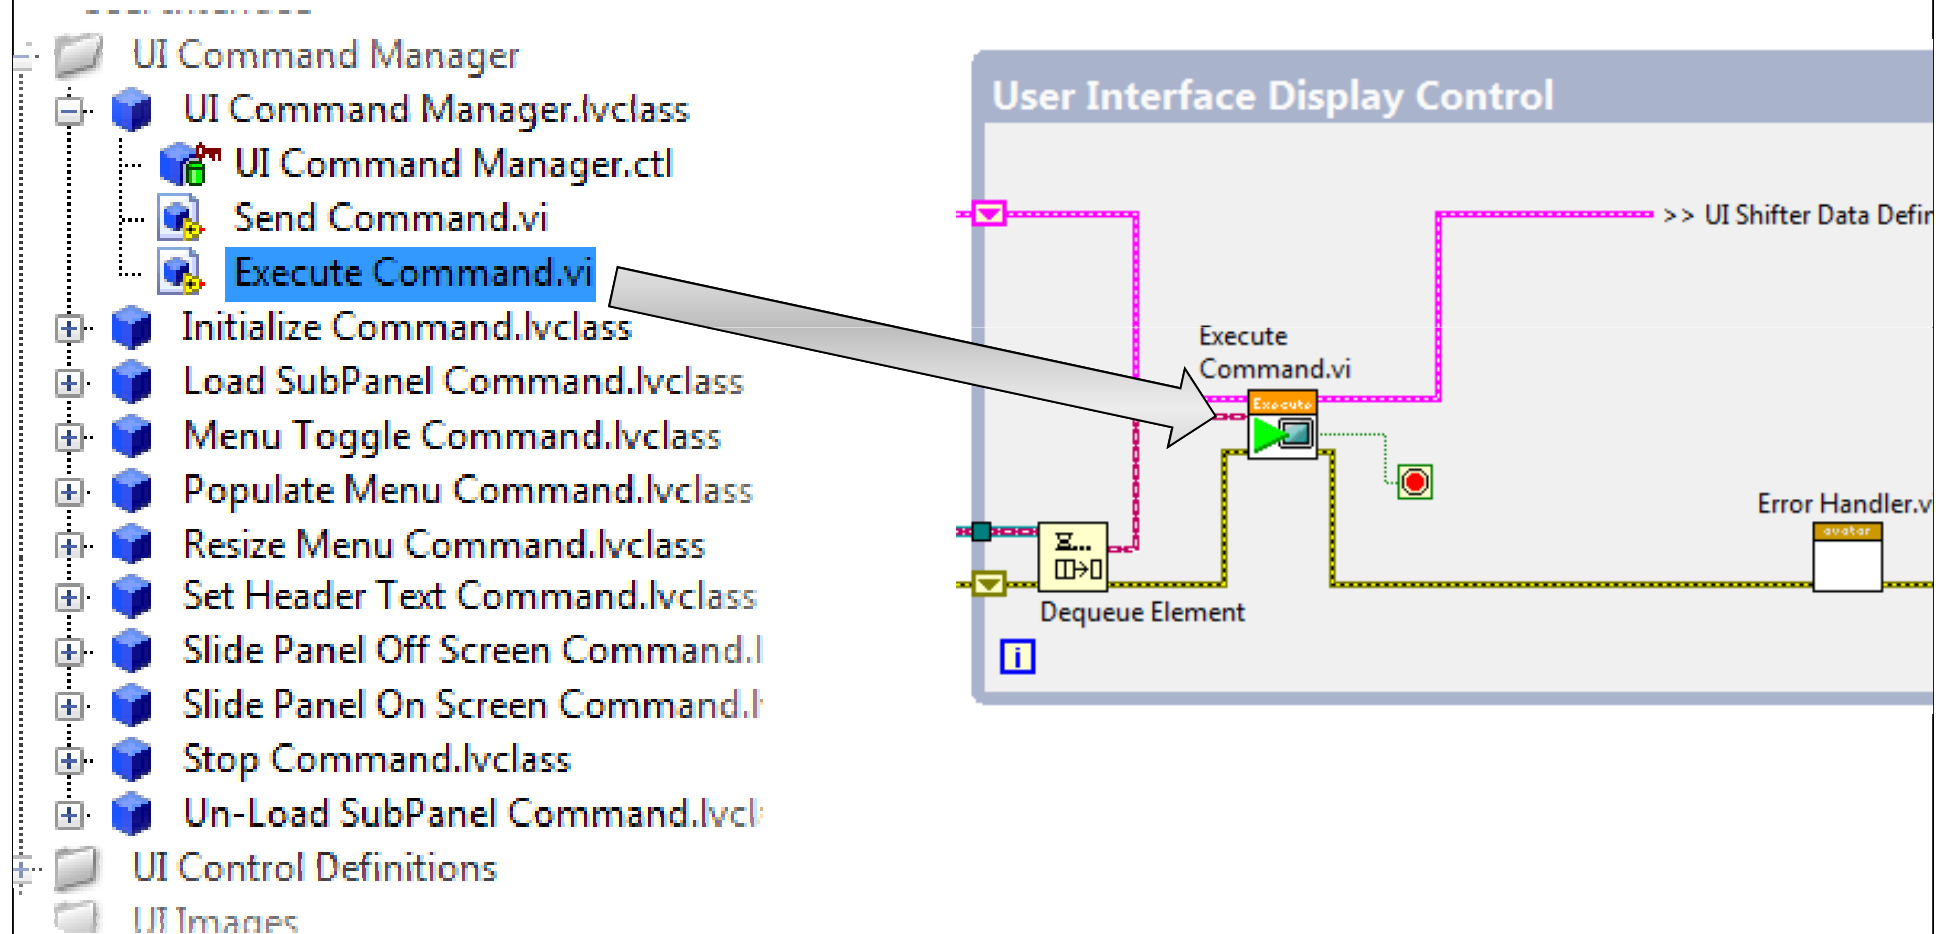 UI Command Manager
UI Command Manager.lvclass
UI Command Manager.ctl
Send Command.vi
Execute Command.vi
Initialize Command.lvclass
Load SubPanel Command.lvclass
Menu Toggle Command.lvclass
Populate Menu Command.lvclass
Resize Menu Command.lvclass
Set Header Text Command.lvclass
Slide Panel Off Screen Command.l
Slide Panel On Screen Command.l
Stop Command.lvclass
Un-Load SubPanel Command.lvcl
UI Control Definitions
UI Images
User Interface Display Control
>> UI Shifter Data Defin
Execute
Command.vi
Execute
Error Handler.v
avatar
Dequeue Element
i